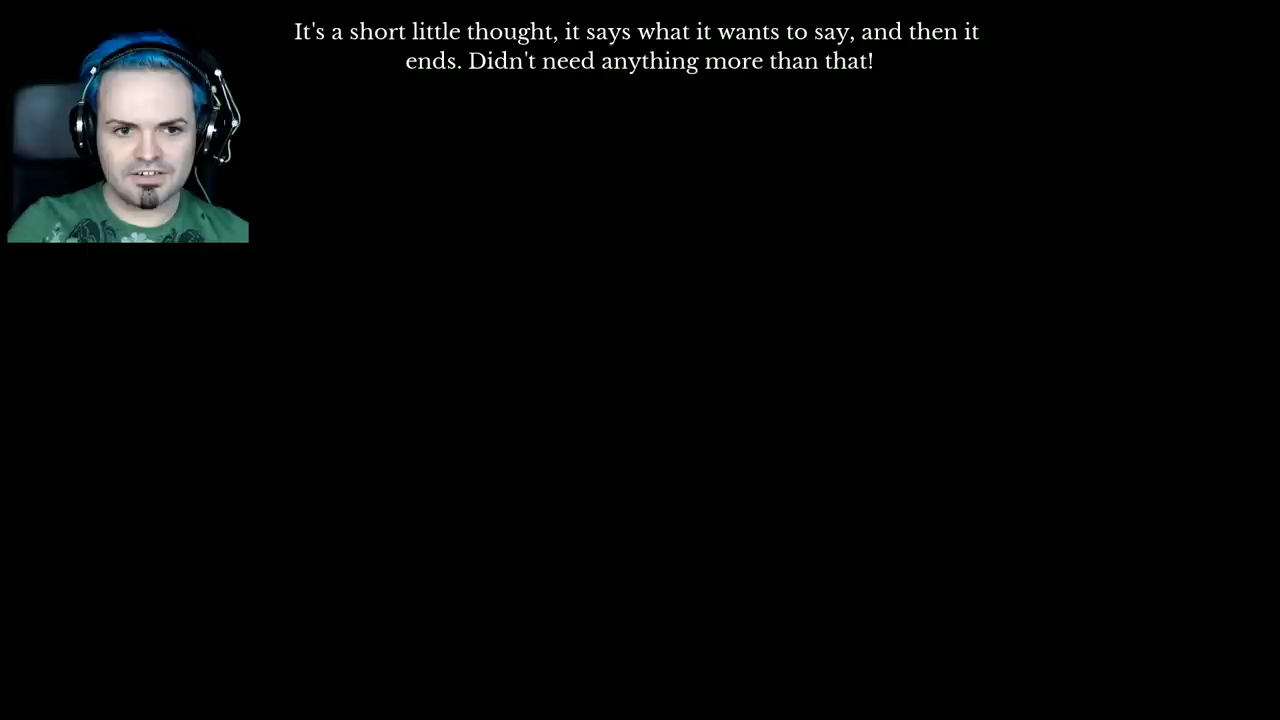 It's a short little thought, it says what it wants to say, and then it
ends. Didn't need anything more than that!